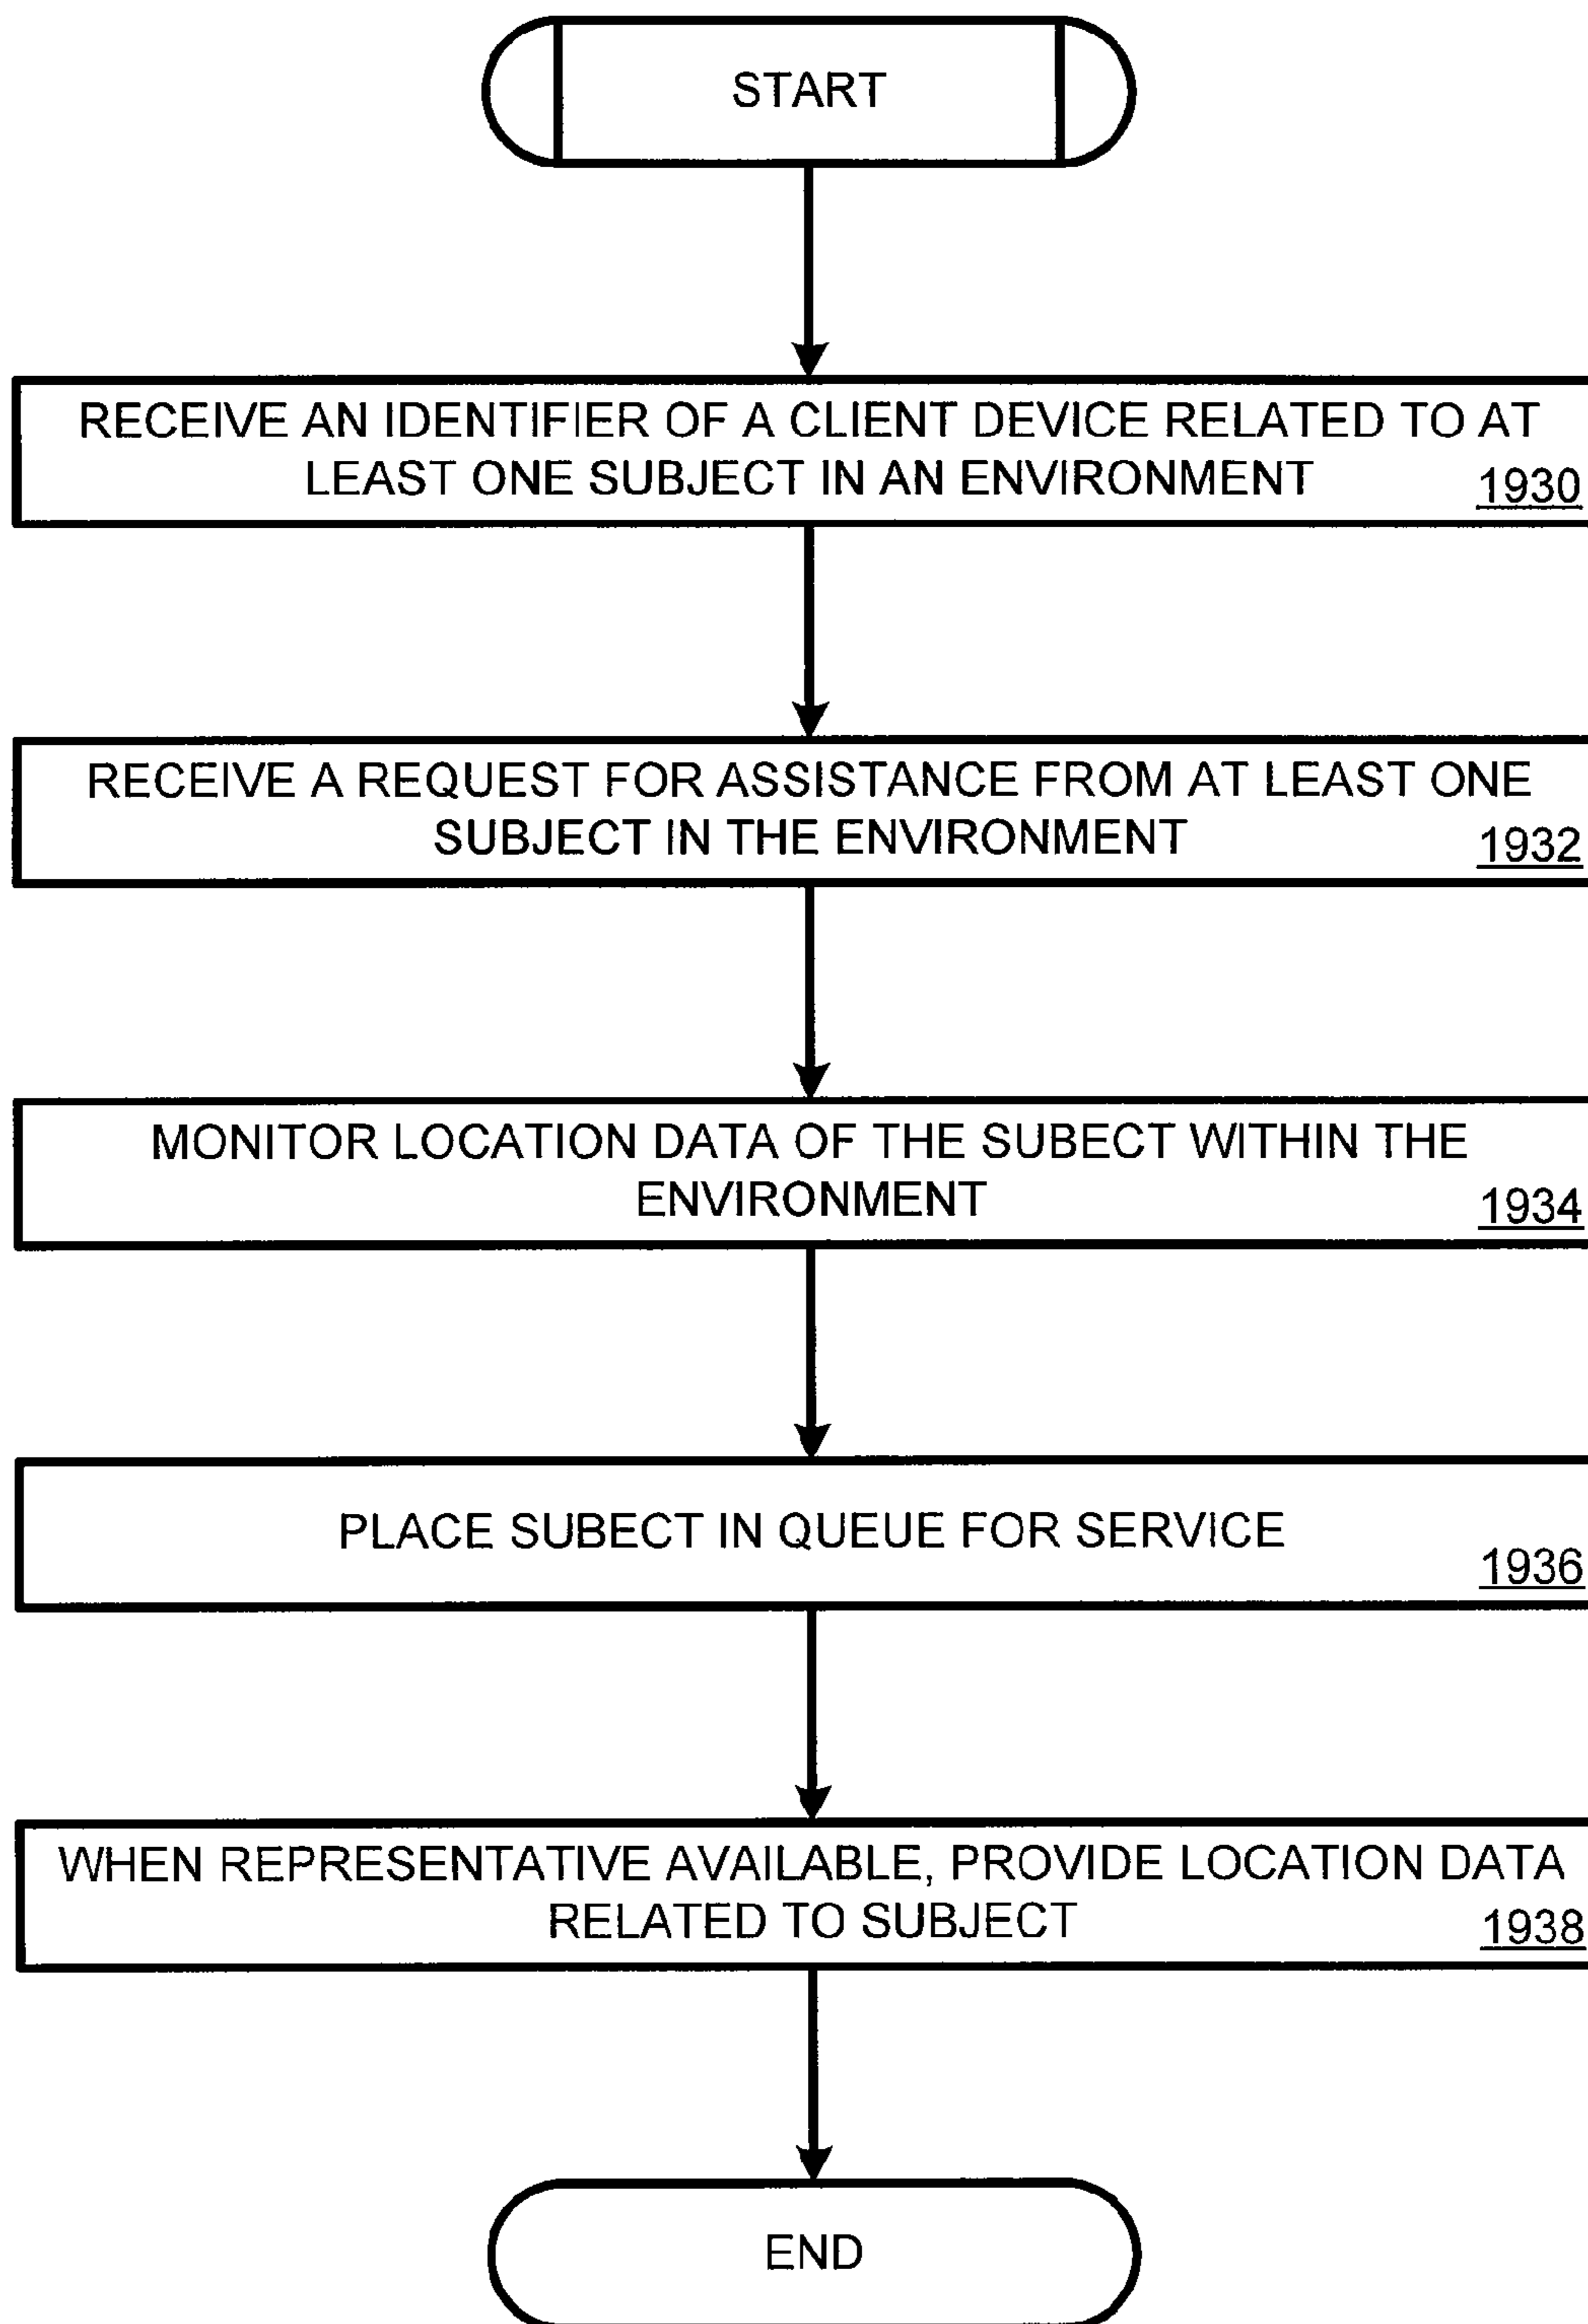 START
RECEIVE AN IDENTIFIER OF A CLIENT DEVICE RELATED TO AT
LEAST ONE SUBJECT IN AN ENVIRONMENT
1930
RECEIVE A REQUEST FOR ASSISTANCE FROM AT LEAST ONE
SUBJECT IN THE ENVIRONMENT
1932
MONITOR LOCATION DATA OF THE SUBECT WITHIN THE
ENVIRONMENT
1934
PLACE SUBECT IN QUEUE FOR SERVICE
1936
WHEN REPRESENTATIVE AVAILABLE, PROVIDE LOCATION DATA
RELATED TO SUBJECT
1938
END